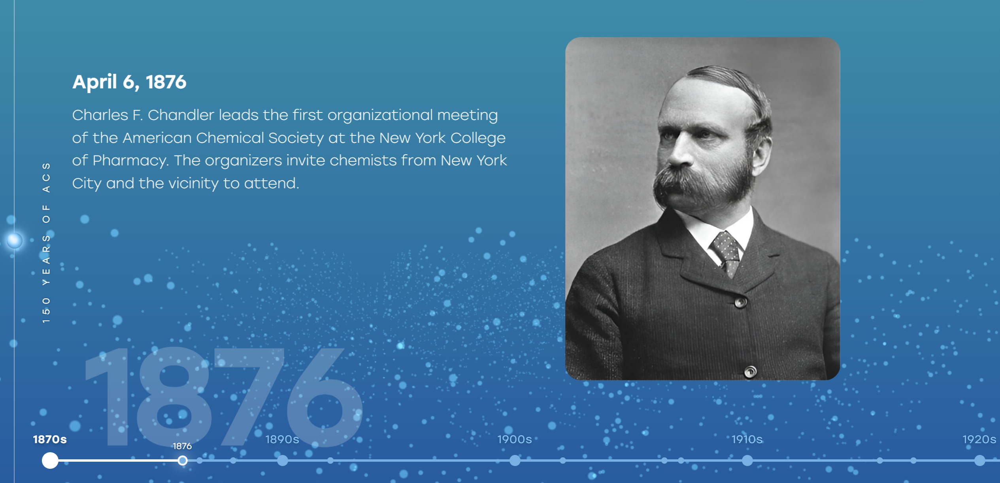 April 6, 1876
Charles F. Chandler leads the first organizational meeting
of the American Chemical Society at the New York College
of Pharmacy. The organizers invite chemists from New York
City and the vicinity to attend.
150 YEARS OF ACS
1876
1870s
1876
1890s
1900s
1910s
1920s